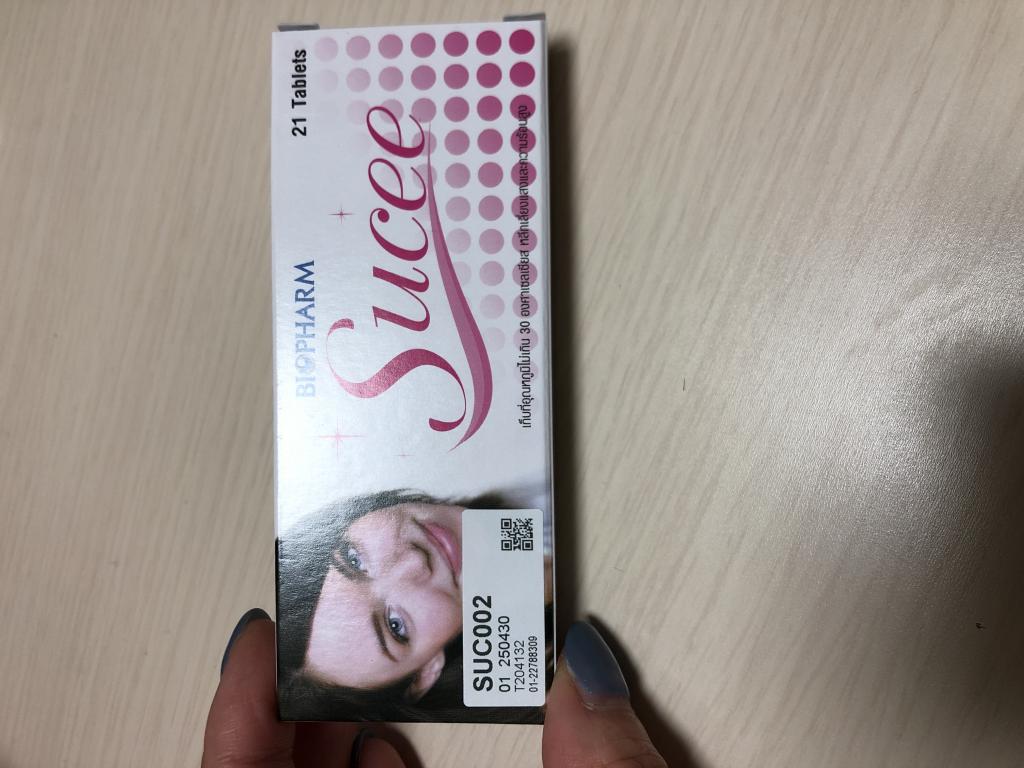 21 Tablets
BIOPHARM
Sucee
เก็บที่อุณหภูมิไม่เกิน 30 องศาเซลเซียส หลีกเลี่ยงแสงและความร้อนสูง
SUC002
01 250430
T204132
01-22788309